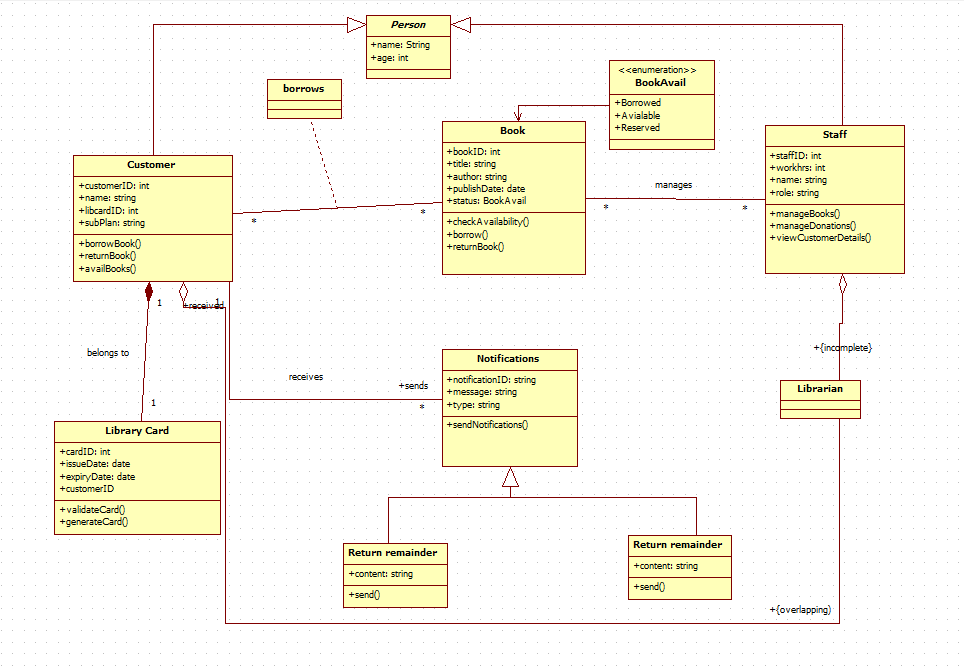 Person
+name: String
+age: int
borrows
<<enumeration>>
BookAvail
+Borrowed
+Avialable
+Reserved
Book
+bookID: int
+title: string
+author: string
+publishDate: date
+status: BookAvail
+checkAvailability()
+borrow()
+returnBook()
Staff
+staffID: int
+workhrs: int
+name: string
+role: string
+manageBooks()
+manageDonations()
+viewCustomerDetails()
Customer
+customerID: int
+name: string
+libcardID: int
+subPlan: string
+borrowBook()
+returnBook()
+availBooks()
*
*
manages
*
*
1
+received
1
belongs to
1
receives
+sends
*
+{incomplete}
Notifications
+notificationID: string
+message: string
+type: string
+sendNotifications()
Librarian
Library Card
+cardID: int
+issueDate: date
+expiryDate: date
+customerID
+validateCard()
+generateCard()
Return remainder
+content: string
+send()
Return remainder
+content: string
+send()
+{overlapping)